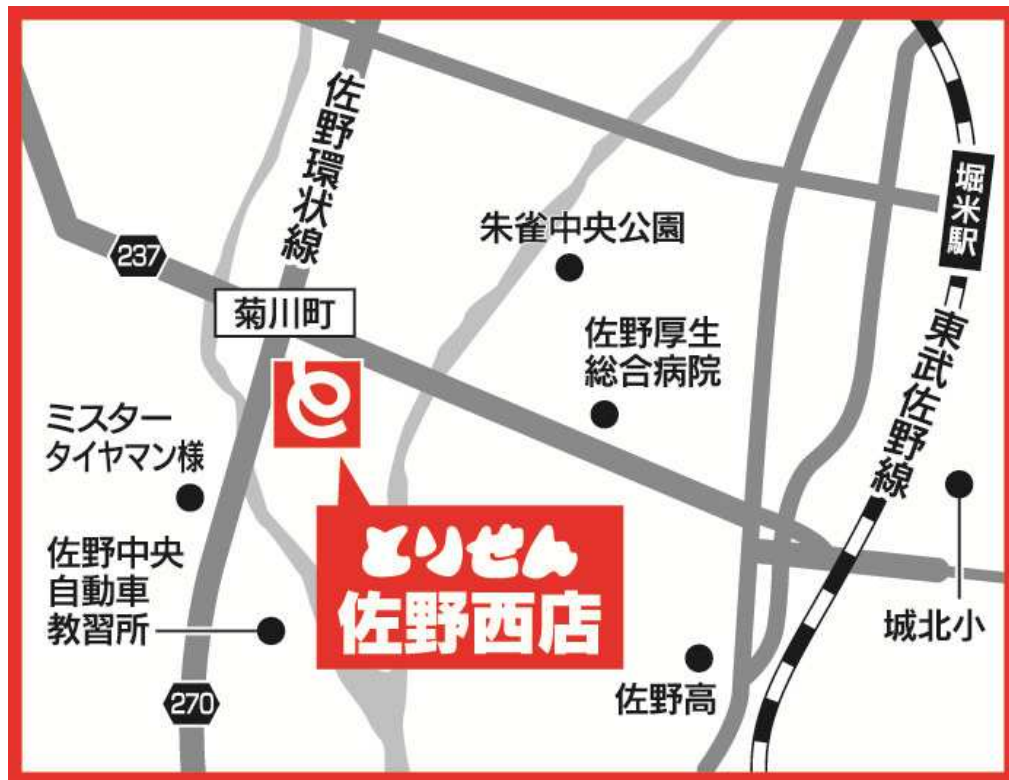 佐野環状線
堀米駅
朱雀中央公園
237
菊川町
佐野厚生
総合病院
東武佐野線
ミスター
タイヤマン様
とりせん
佐野西店
佐野中央
自動車
教習所
城北小
佐野高
270